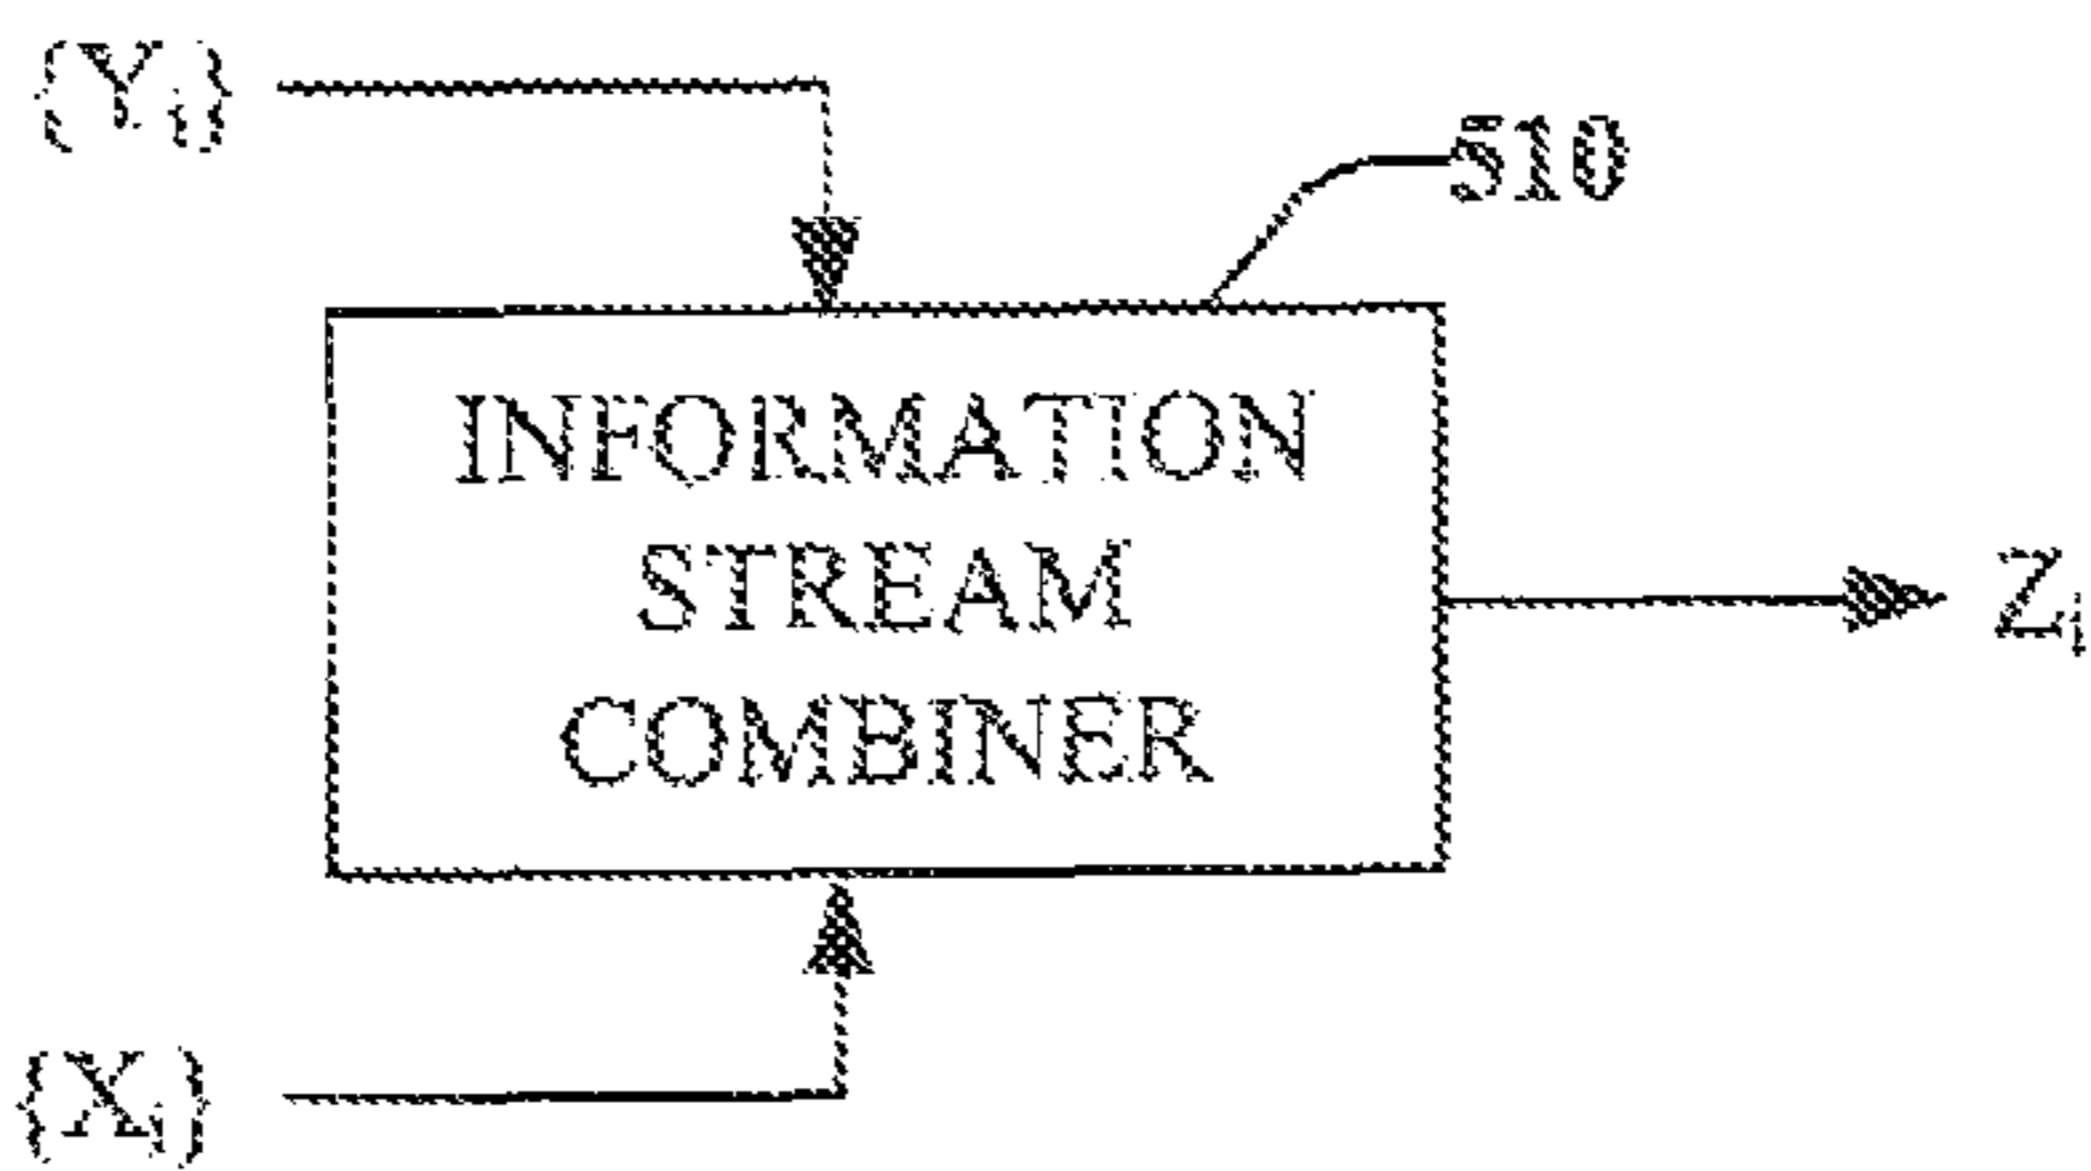 {Yi}
510
INFORMATION
STREAM
COMBINER
Zi
{Xi}